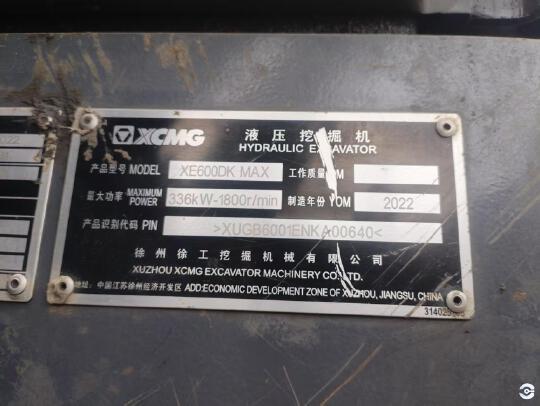 XCMG 液压挖掘机
HYDRAULIC EXCAVATOR
产品型号 MODEL XE600DK MAX 工作质量 OM
最大功率 MAXIMUM POWER 336kW-1800r/min 制造年份 YOM 2022
产品识别代码 PIN >XUGB6001ENKA00640<
徐州徐工挖掘机械有限公司
XUZHOU XCMG EXCAVATOR MACHINERY CO.,LTD.
地址: 中国江苏徐州经济开发区 ADD:ECONOMIC DEVELOPMENT ZONE OF XUZHOU, JIANGSU, CHINA